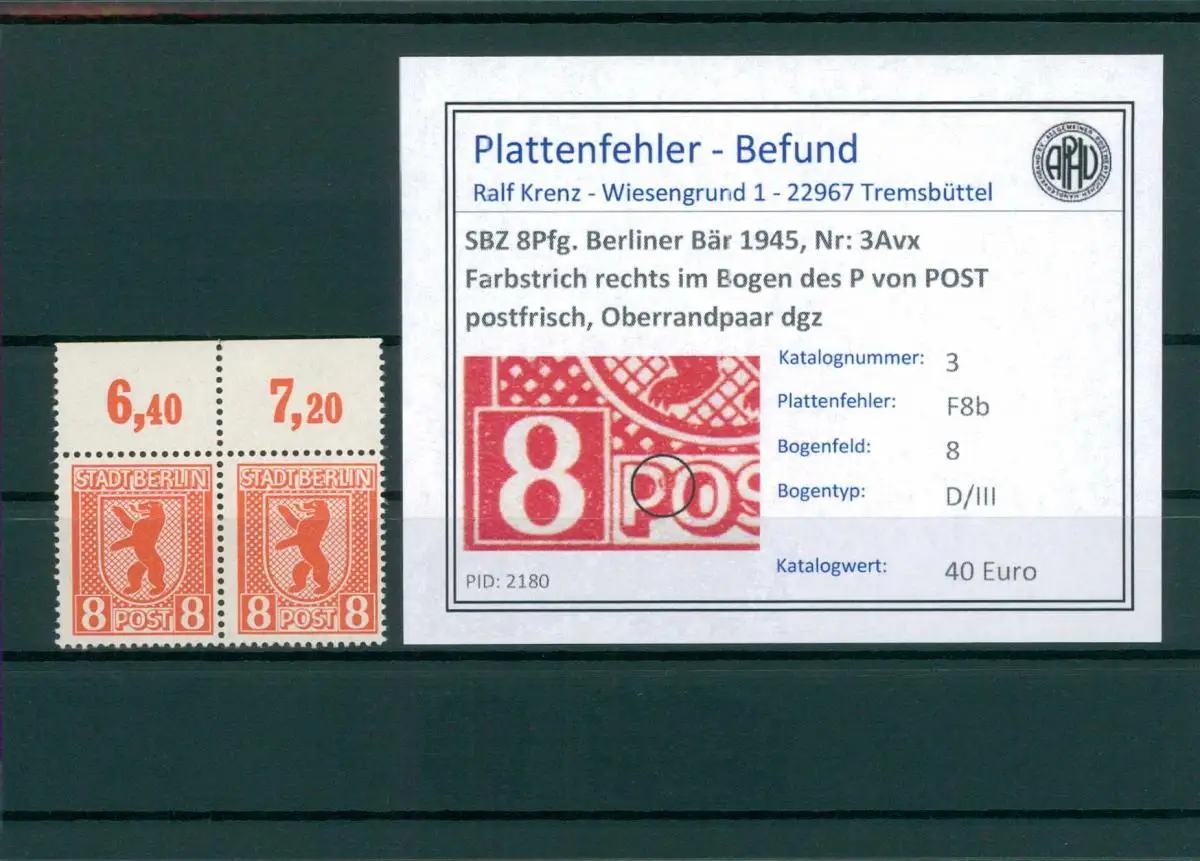 6,40 7,20
STADT BERLIN STADT BERLIN
8 POST 8 8 POST 8
Plattenfehler - Befund
Ralf Krenz - Wiesengrund 1 - 22967 Tremsbüttel
APHV
SBZ 8Pfg. Berliner Bär 1945, Nr: 3Avx
Farbstrich rechts im Bogen des P von POST
postfrisch, Oberrandpaar dgz
8 POS
PID: 2180
Katalognummer: 3
Plattenfehler: F8b
Bogenfeld: 8
Bogentyp: D/III
Katalogwert: 40 Euro